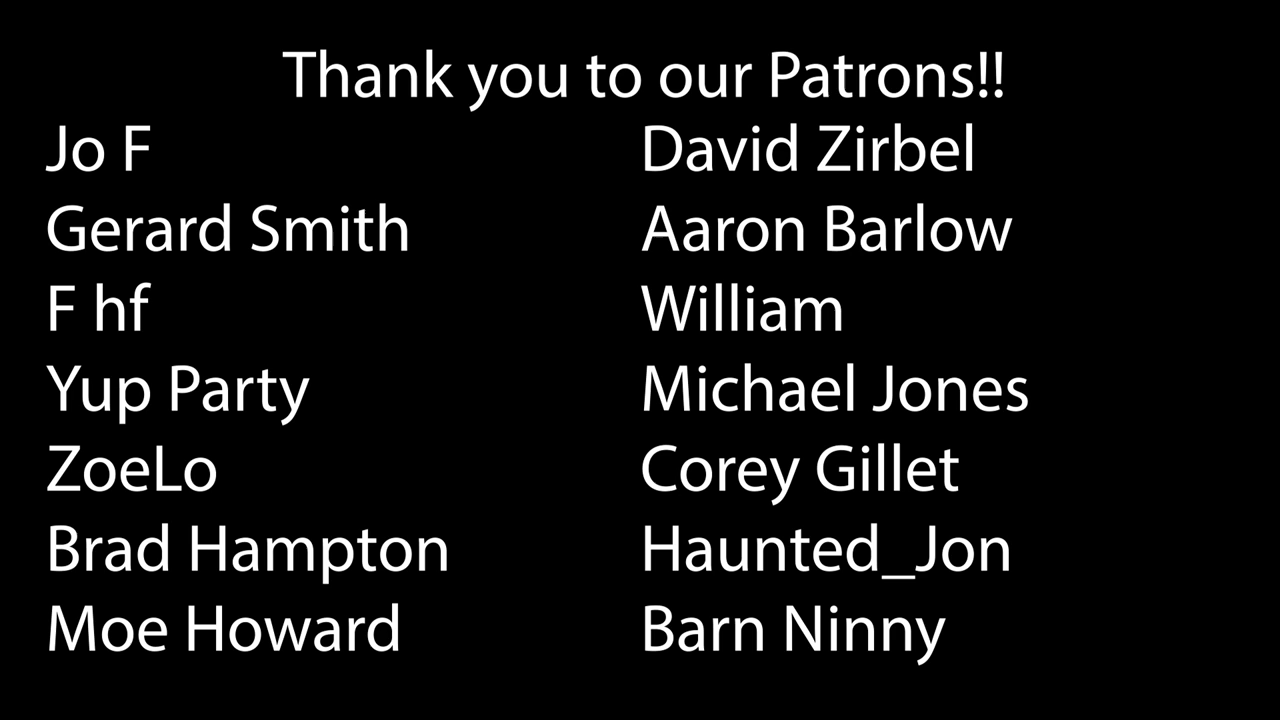 Thank you to our Patrons!!
Jo F
Gerard Smith
F hf
Yup Party
ZoeLo
Brad Hampton
Moe Howard
David Zirbel
Aaron Barlow
William
Michael Jones
Corey Gillet
Haunted_Jon
Barn Ninny